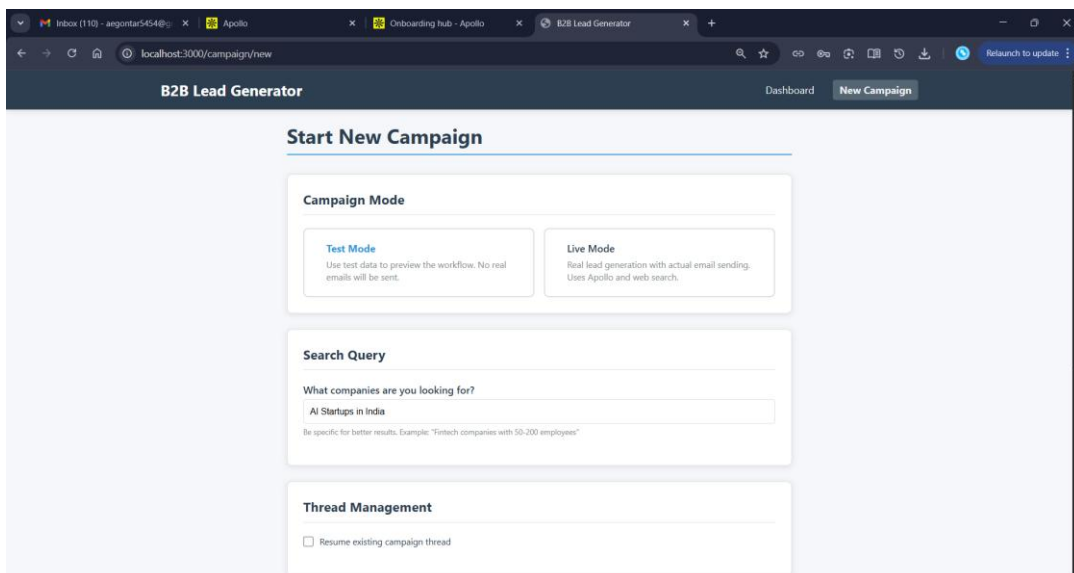 Inbox (110) - aegontar5454@g
Apollo
Onboarding hub - Apollo
B2B Lead Generator
localhost:3000/campaign/new
Relaunch to update
B2B Lead Generator
Dashboard
New Campaign
Start New Campaign
Campaign Mode
Test Mode
Use test data to preview the workflow. No real
emails will be sent.
Live Mode
Real lead generation with actual email sending.
Uses Apollo and web search.
Search Query
What companies are you looking for?
AI Startups in India
Be specific for better results. Example: "Fintech companies with 50-200 employees"
Thread Management
Resume existing campaign thread